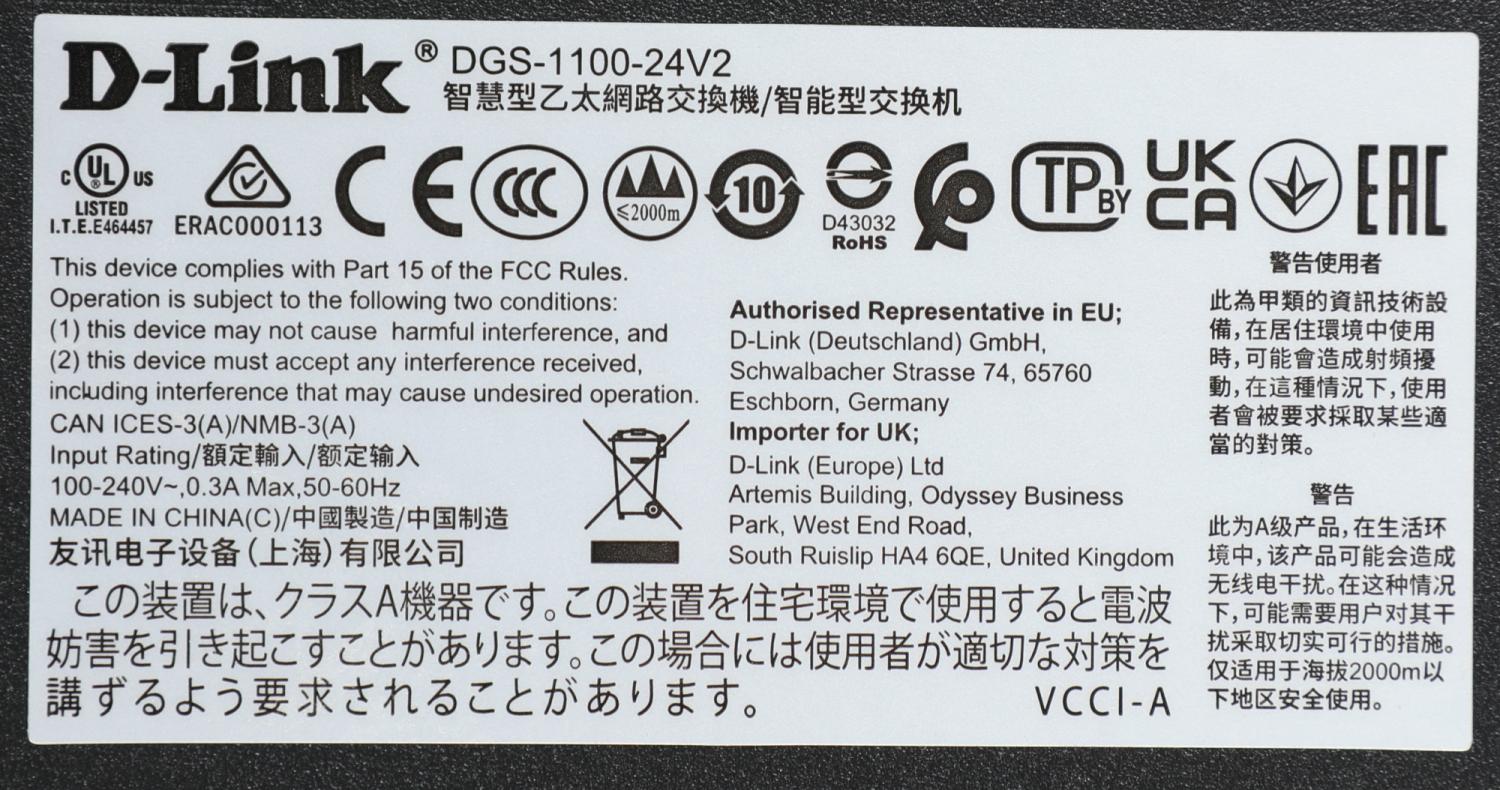 D-Link® DGS-1100-24V2
智慧型乙太網路交換機/智能型交换机
C UL® US
LISTED
I.T.E.E464457
ERAC000113
CE
CCC
≤2000m
10
D43032
RoHS
TP BY
UK
CA
EAC
This device complies with Part 15 of the FCC Rules.
Operation is subject to the following two conditions:
(1) this device may not cause harmful interference, and
(2) this device must accept any interference received,
including interference that may cause undesired operation.
CAN ICES-3(A)/NMB-3(A)
Input Rating/額定輸入/额定输入
100-240V~,0.3A Max,50-60Hz
MADE IN CHINA(C)/中國製造/中国制造
友讯电子设备(上海)有限公司
Authorised Representative in EU;
D-Link (Deutschland) GmbH,
Schwalbacher Strasse 74, 65760
Eschborn, Germany
Importer for UK;
D-Link (Europe) Ltd
Artemis Building, Odyssey Business
Park, West End Road,
South Ruislip HA4 6QE, United Kingdom
警告使用者
此為甲類的資訊技術設
備,在居住環境中使用
時,可能會造成射頻擾
動,在這種情況下,使用
者會被要求採取某些適
當的對策。
警告
此为A级产品,在生活环
境中,该产品可能会造成
无线电干扰。在这种情况
下,可能需要用户对其干
扰采取切实可行的措施。
仅适用于海拔2000m以
下地区安全使用。
この装置は、クラスA機器です。この装置を住宅環境で使用すると電波
妨害を引き起こすことがあります。この場合には使用者が適切な対策を
講ずるよう要求されることがあります。 VCCI-A